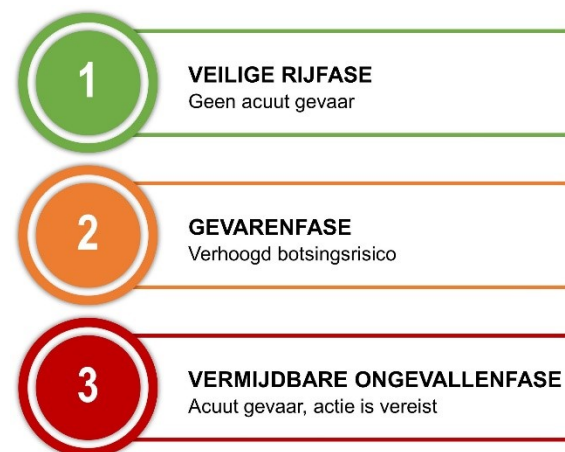 1
VEILIGE RIJFASE
Geen acuut gevaar
2
GEVARENFASE
Verhoogd botsingsrisico
3
VERMIJDBARE ONGEVALLENFASE
Acuut gevaar, actie is vereist